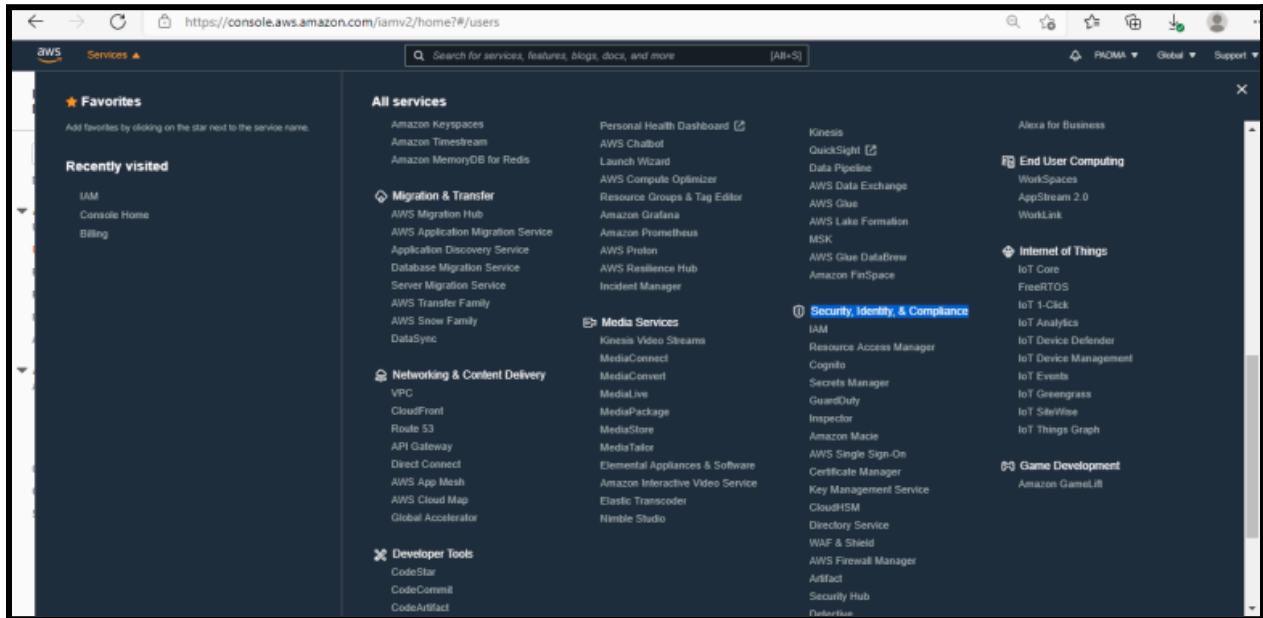 https://console.aws.amazon.com/iamv2/home?#/users
aws
Services
Search for services, features, blogs, docs, and more
[Alt+S]
PADMA
Global
Support
Favorites
Add favorites by clicking on the star next to the service name.
Recently visited
IAM
Console Home
Billing
All services
Amazon Keyspaces
Amazon Timestream
Amazon MemoryDB for Redis
Migration & Transfer
AWS Migration Hub
AWS Application Migration Service
Application Discovery Service
Database Migration Service
Server Migration Service
AWS Transfer Family
AWS Snow Family
DataSync
Networking & Content Delivery
VPC
CloudFront
Route 53
API Gateway
Direct Connect
AWS App Mesh
AWS Cloud Map
Global Accelerator
Developer Tools
CodeStar
CodeCommit
CodeArtifact
Personal Health Dashboard
AWS Chatbot
Launch Wizard
AWS Compute Optimizer
Resource Groups & Tag Editor
Amazon Grafana
Amazon Prometheus
AWS Proton
AWS Resilience Hub
Incident Manager
Media Services
Kinesis Video Streams
MediaConnect
MediaConvert
MediaLive
MediaPackage
MediaStore
MediaTailor
Elemental Appliances & Software
Amazon Interactive Video Service
Elastic Transcoder
Nimble Studio
Kinesis
QuickSight
Data Pipeline
AWS Data Exchange
AWS Glue
AWS Lake Formation
MSK
AWS Glue DataBrew
Amazon FinSpace
Security, Identity, & Compliance
IAM
Resource Access Manager
Cognito
Secrets Manager
GuardDuty
Inspector
Amazon Macie
AWS Single Sign-On
Certificate Manager
Key Management Service
CloudHSM
Directory Service
WAF & Shield
AWS Firewall Manager
Artifact
Security Hub
Detective
Alexa for Business
End User Computing
WorkSpaces
AppStream 2.0
WorkLink
Internet of Things
IoT Core
FreeRTOS
IoT 1-Click
IoT Analytics
IoT Device Defender
IoT Device Management
IoT Events
IoT Greengrass
IoT SiteWise
IoT Things Graph
Game Development
Amazon GameLift